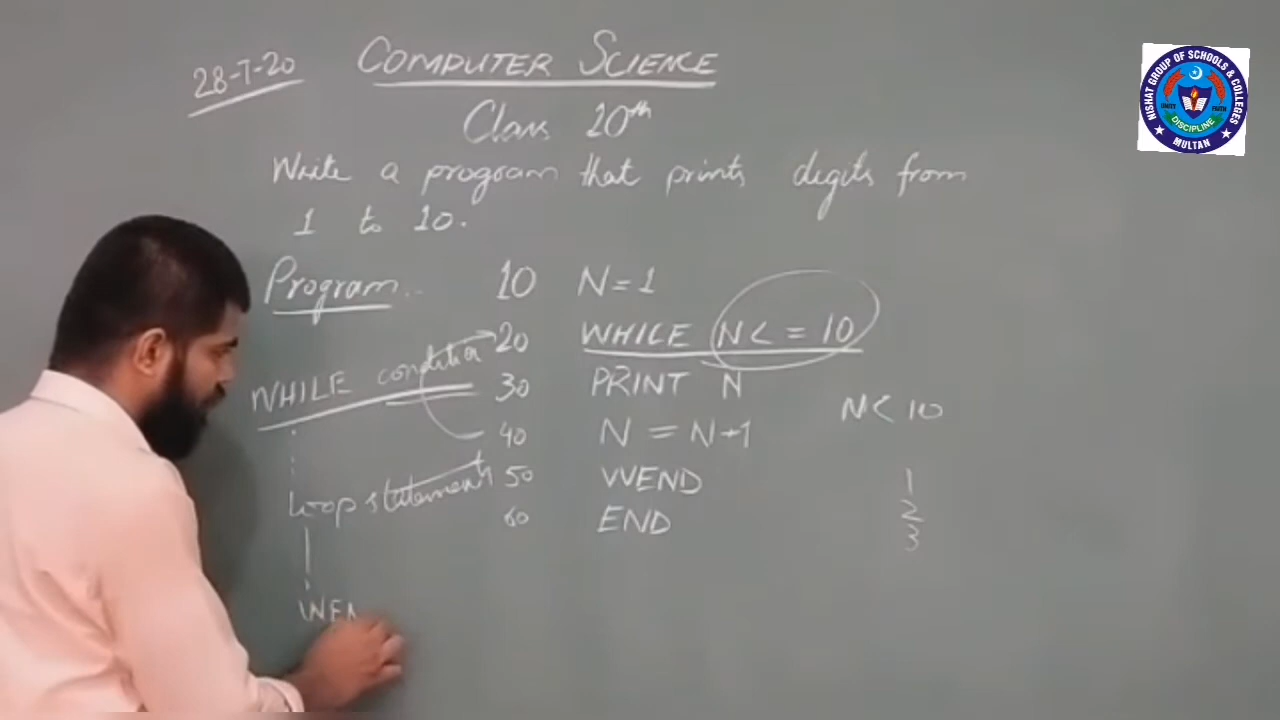 28-7-20
COMPUTER SCIENCE
Class 10th
Write a program that prints digits from
1 to 10.
Program
10 N=1
20 WHILE N<=10
30 PRINT N
40 N = N+1
50 WEND
60 END
WHILE condition
Loop statements
WEN
N< 10
1
2
3
NISHAT GROUP OF SCHOOLS & COLLEGES
UNITY
FAITH
DISCIPLINE
MULTAN